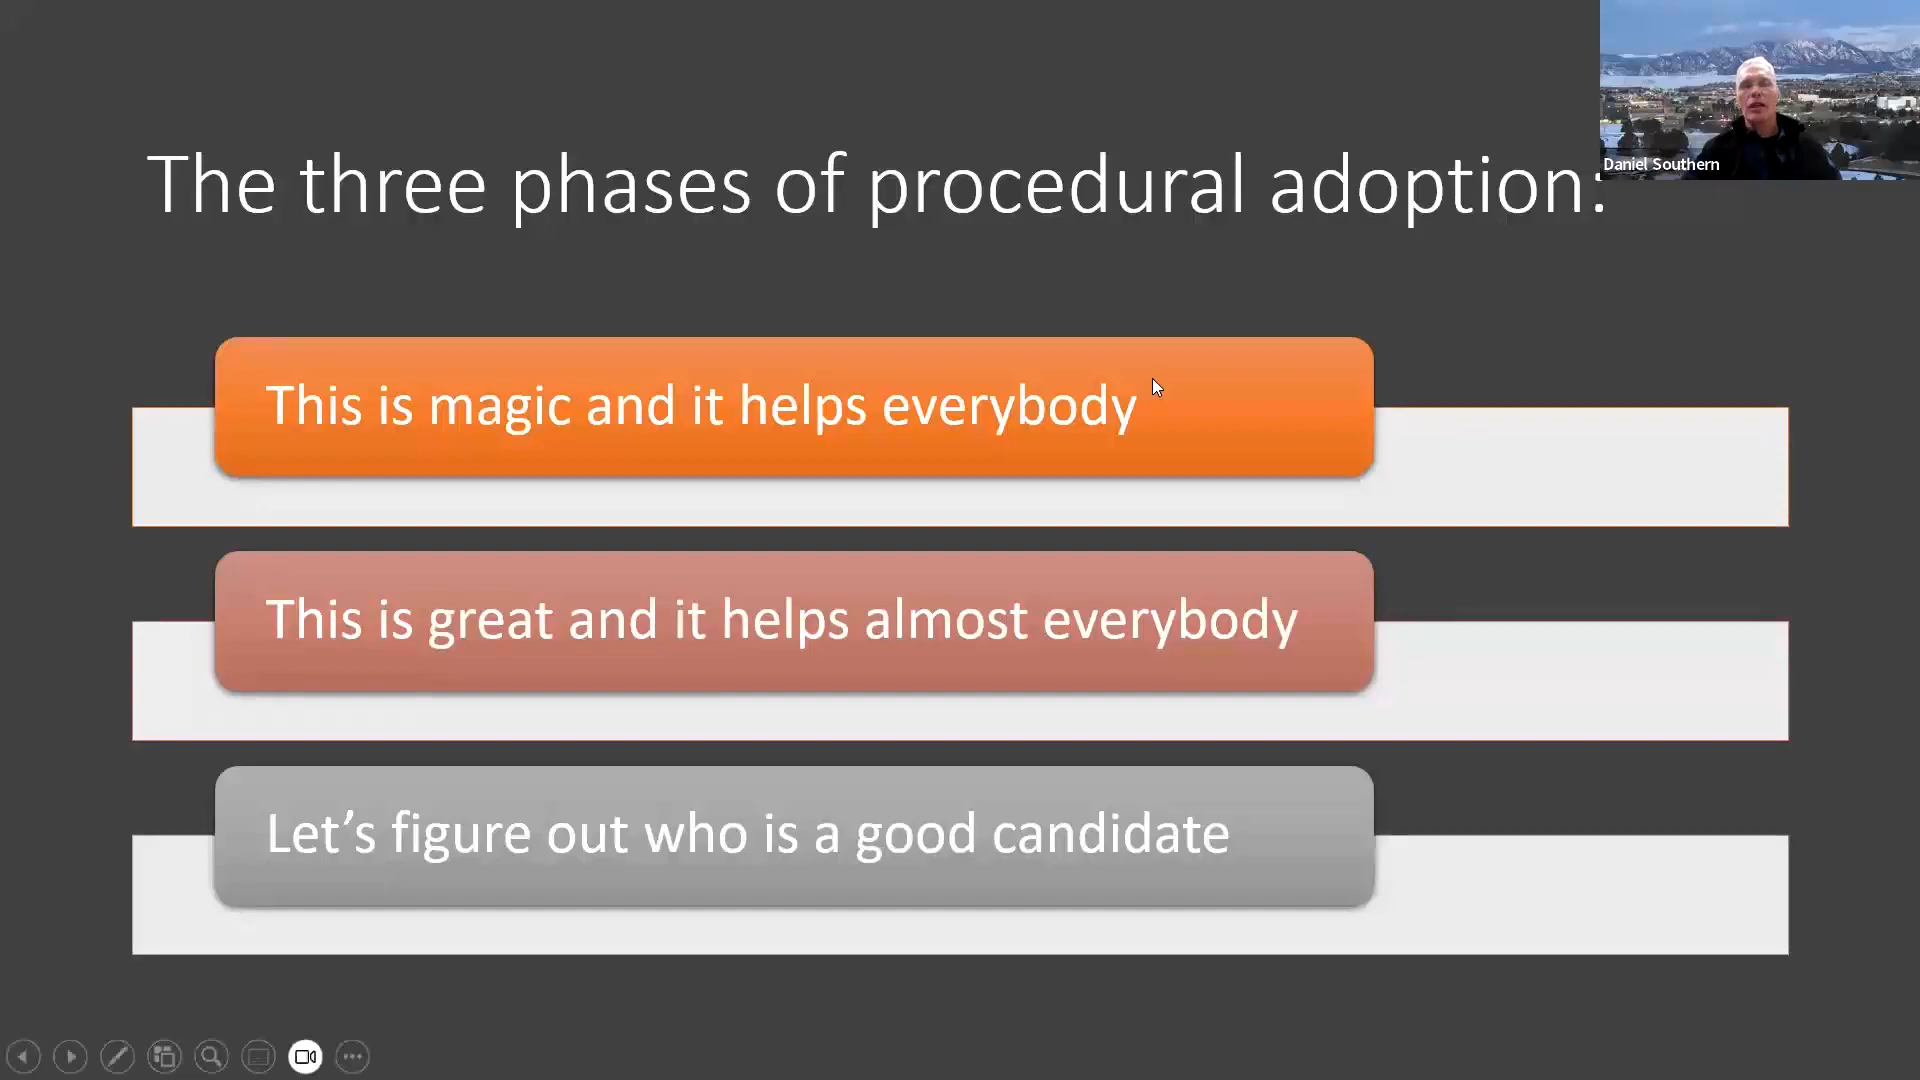 Daniel Southern
The three phases of procedural adoption:
This is magic and it helps everybody
This is great and it helps almost everybody
Let’s figure out who is a good candidate